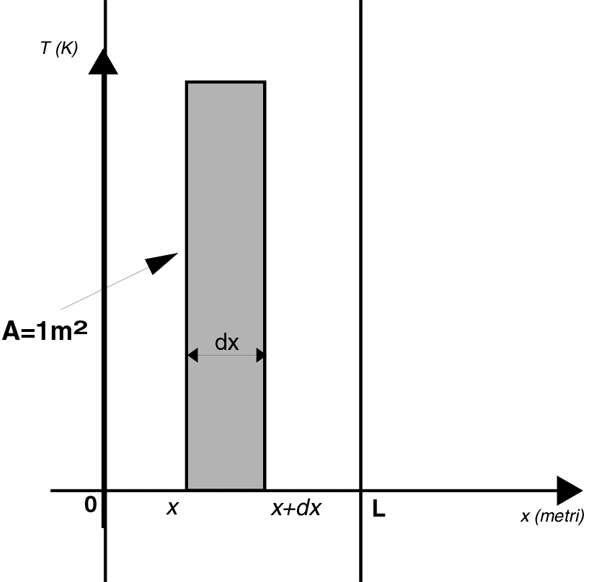 T (K)
A=1m²
dx
0
x
x+dx
L
x (metri)